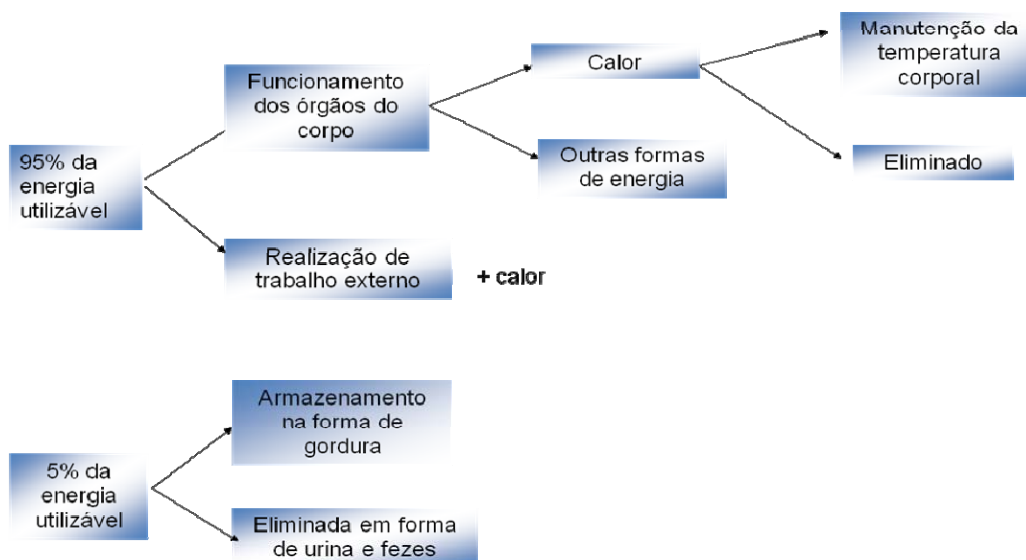 95% da
energia
utilizável
Funcionamento
dos órgãos do
corpo
Calor
Manutenção da
temperatura
corporal
Eliminado
Outras formas
de energia
Realização de
trabalho externo
+ calor
5% da
energia
utilizável
Armazenamento
na forma de
gordura
Eliminada em forma
de urina e fezes